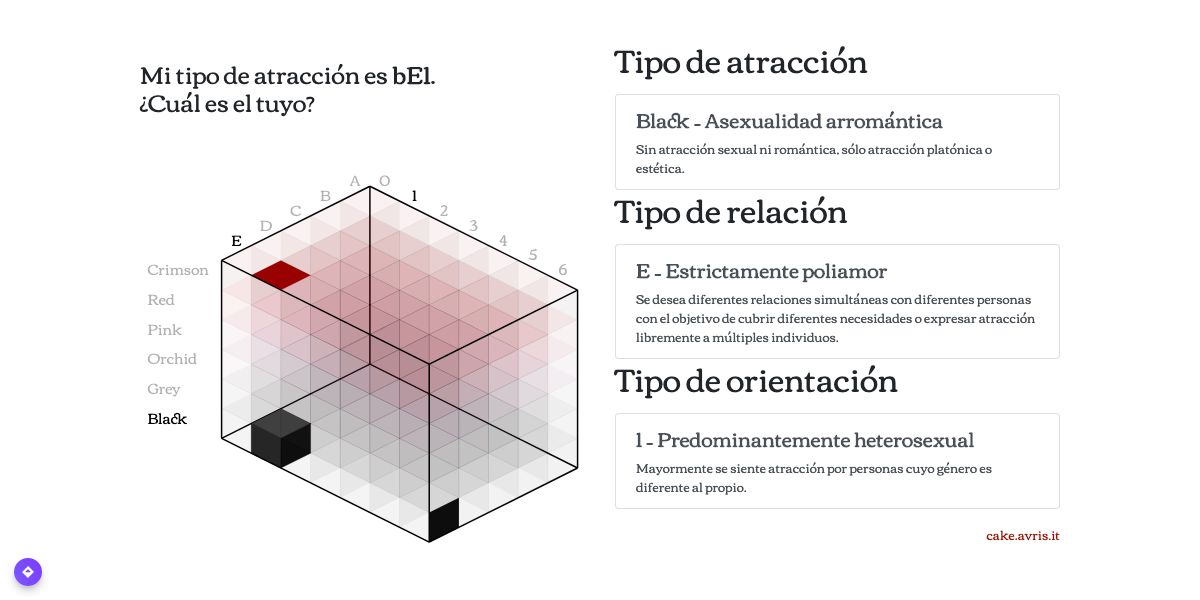 Mi tipo de atracción es bE1.
¿Cuál es el tuyo?
A 0
B 1
C 2
D 3
E 4
5
6
Crimson
Red
Pink
Orchid
Grey
Black
Tipo de atracción
Black - Asexualidad arromántica
Sin atracción sexual ni romántica, sólo atracción platónica o
estética.
Tipo de relación
E - Estrictamente poliamor
Se desea diferentes relaciones simultáneas con diferentes personas
con el objetivo de cubrir diferentes necesidades o expresar atracción
libremente a múltiples individuos.
Tipo de orientación
1 - Predominantemente heterosexual
Mayormente se siente atracción por personas cuyo género es
diferente al propio.
cake.avris.it